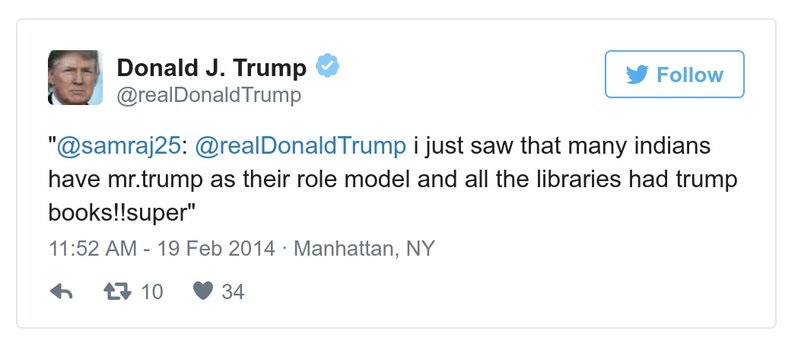 Donald J. Trump
Follow
@realDonaldTrump
"@samraj25: @realDonaldTrump i just saw that many indians
have mr.trump as their role model and all the libraries had trump
books!!super"
11:52 AM - 19 Feb 2014 · Manhattan, NY
10 34